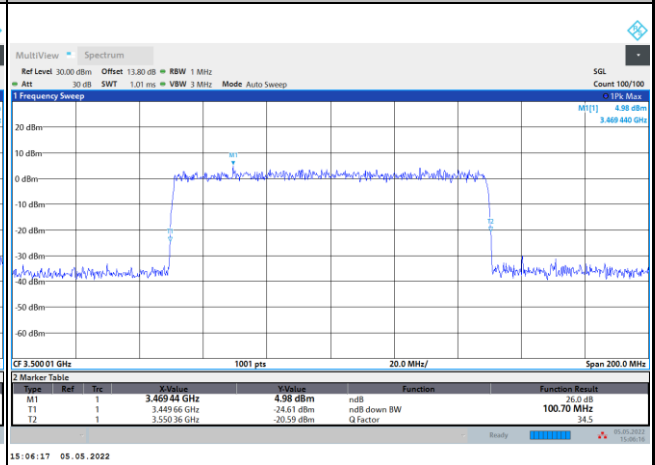 MultiView Spectrum
Ref Level 30.00 dBm Offset 13.80 dB RBW 1 MHz SGL
Att 30 dB SWT 1.01 ms VBW 3 MHz Mode Auto Sweep Count 100/100
1 Frequency Sweep 1Pk Max
M1[1] 4.98 dBm
3.469 440 GHz
20 dBm
10 dBm
M1
0 dBm
-10 dBm
-20 dBm
-30 dBm
-40 dBm
-50 dBm
-60 dBm
CF 3.500 01 GHz 1001 pts 20.0 MHz/ Span 200.0 MHz
2 Marker Table
Type Ref Trc X-Value Y-Value Function Function Result
M1 1 3.469 44 GHz 4.98 dBm ndB 26.0 dB
T1 1 3.449 66 GHz -24.61 dBm ndB down BW 100.70 MHz
T2 1 3.550 36 GHz -20.59 dBm Q Factor 34.5
Ready 05.05.2022
15:06:16
15:06:17 05.05.2022